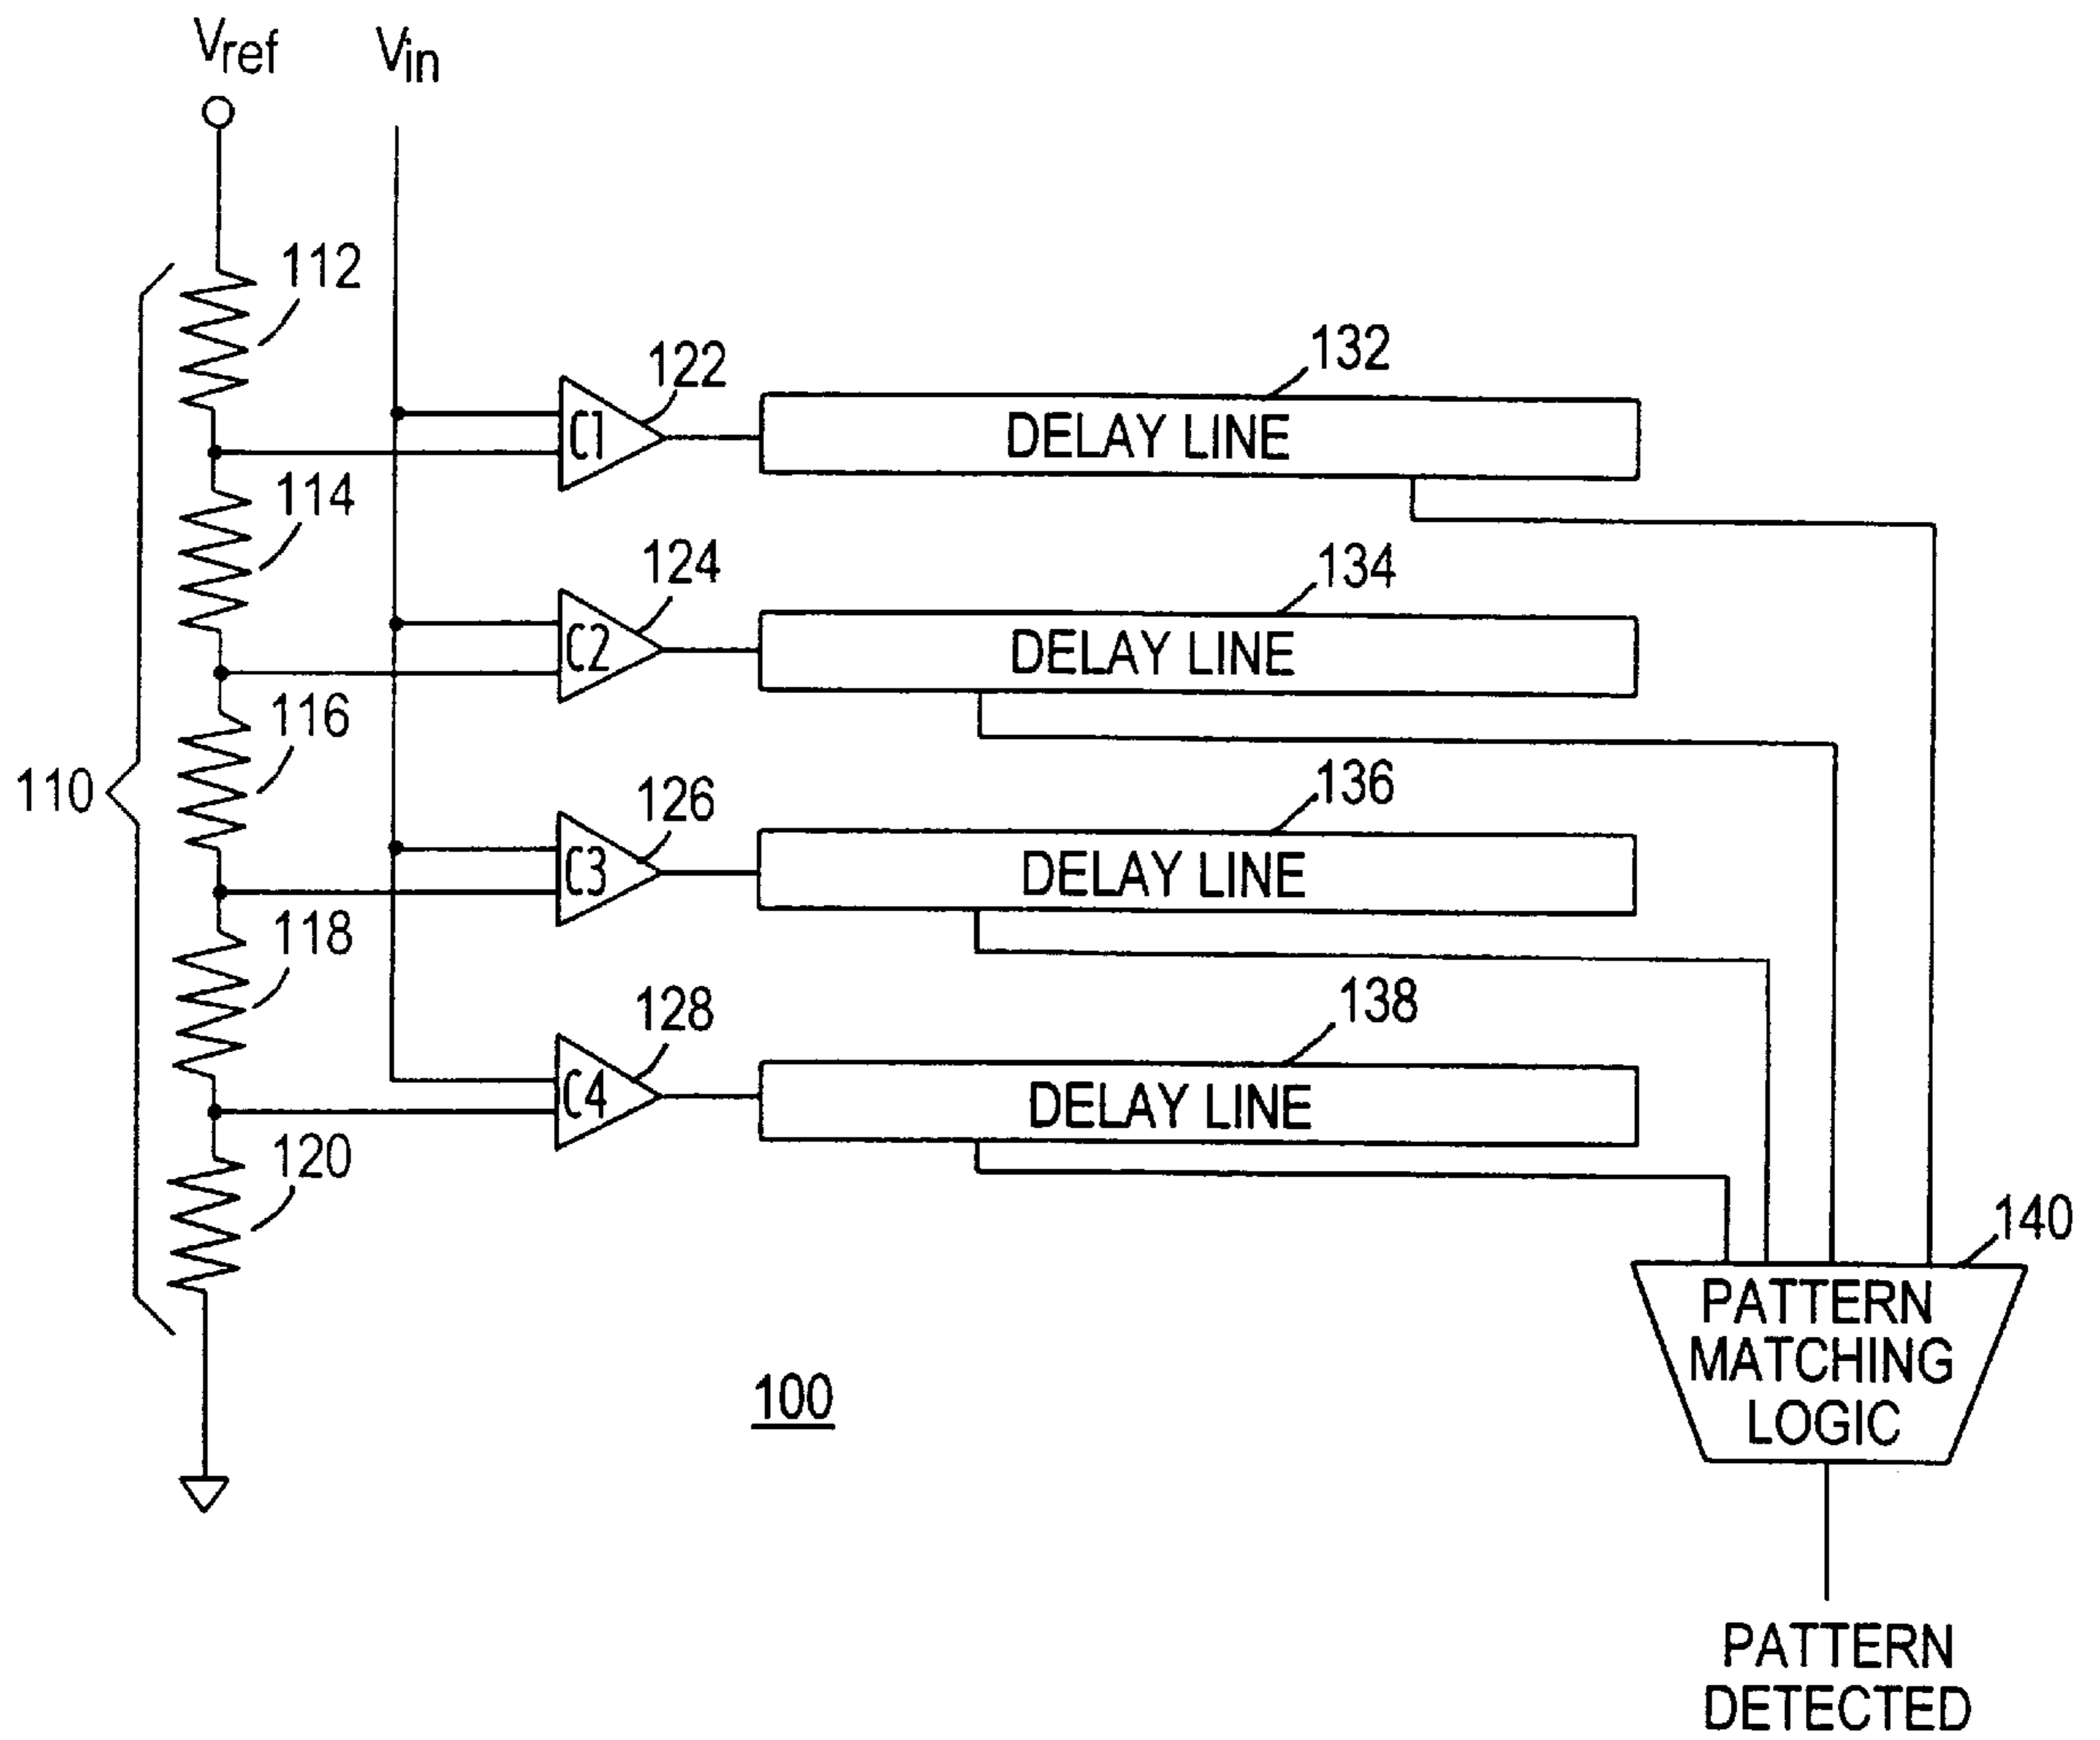 Vref
Vin
112
122
132
C1
DELAY LINE
114
124
134
C2
DELAY LINE
116
110
126
136
C3
DELAY LINE
118
128
138
C4
DELAY LINE
120
140
PATTERN
MATCHING
LOGIC
100
PATTERN
DETECTED